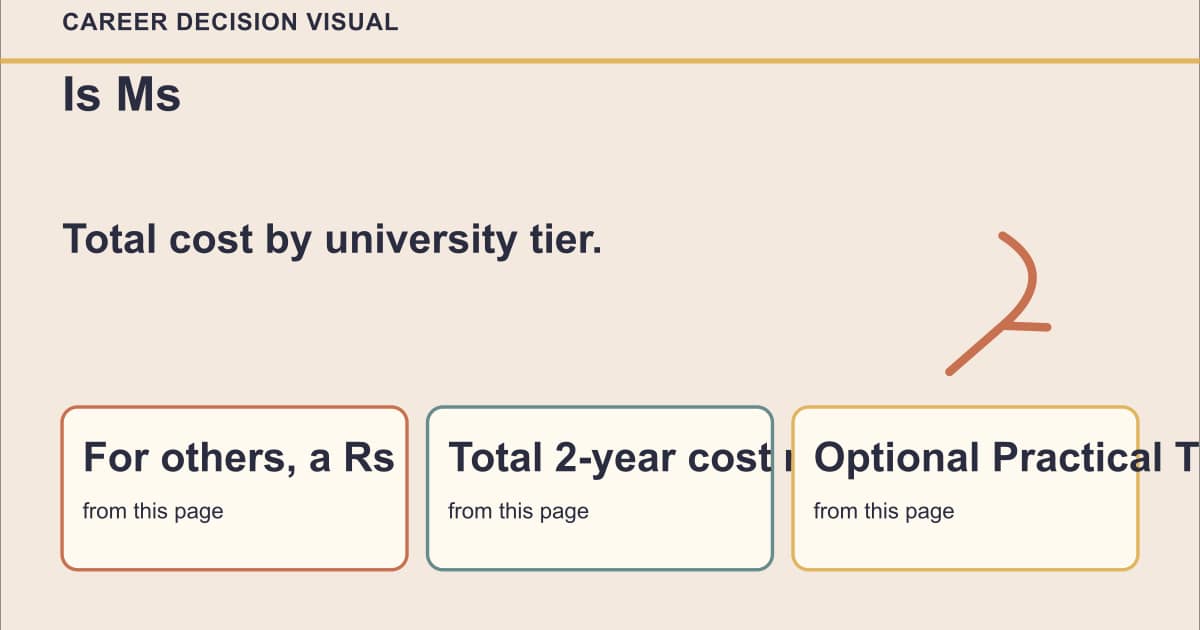 CAREER DECISION VISUAL
Is Ms
Total cost by university tier.
For others, a Rs
from this page
Total 2-year cost
from this page
Optional Practical T
from this page